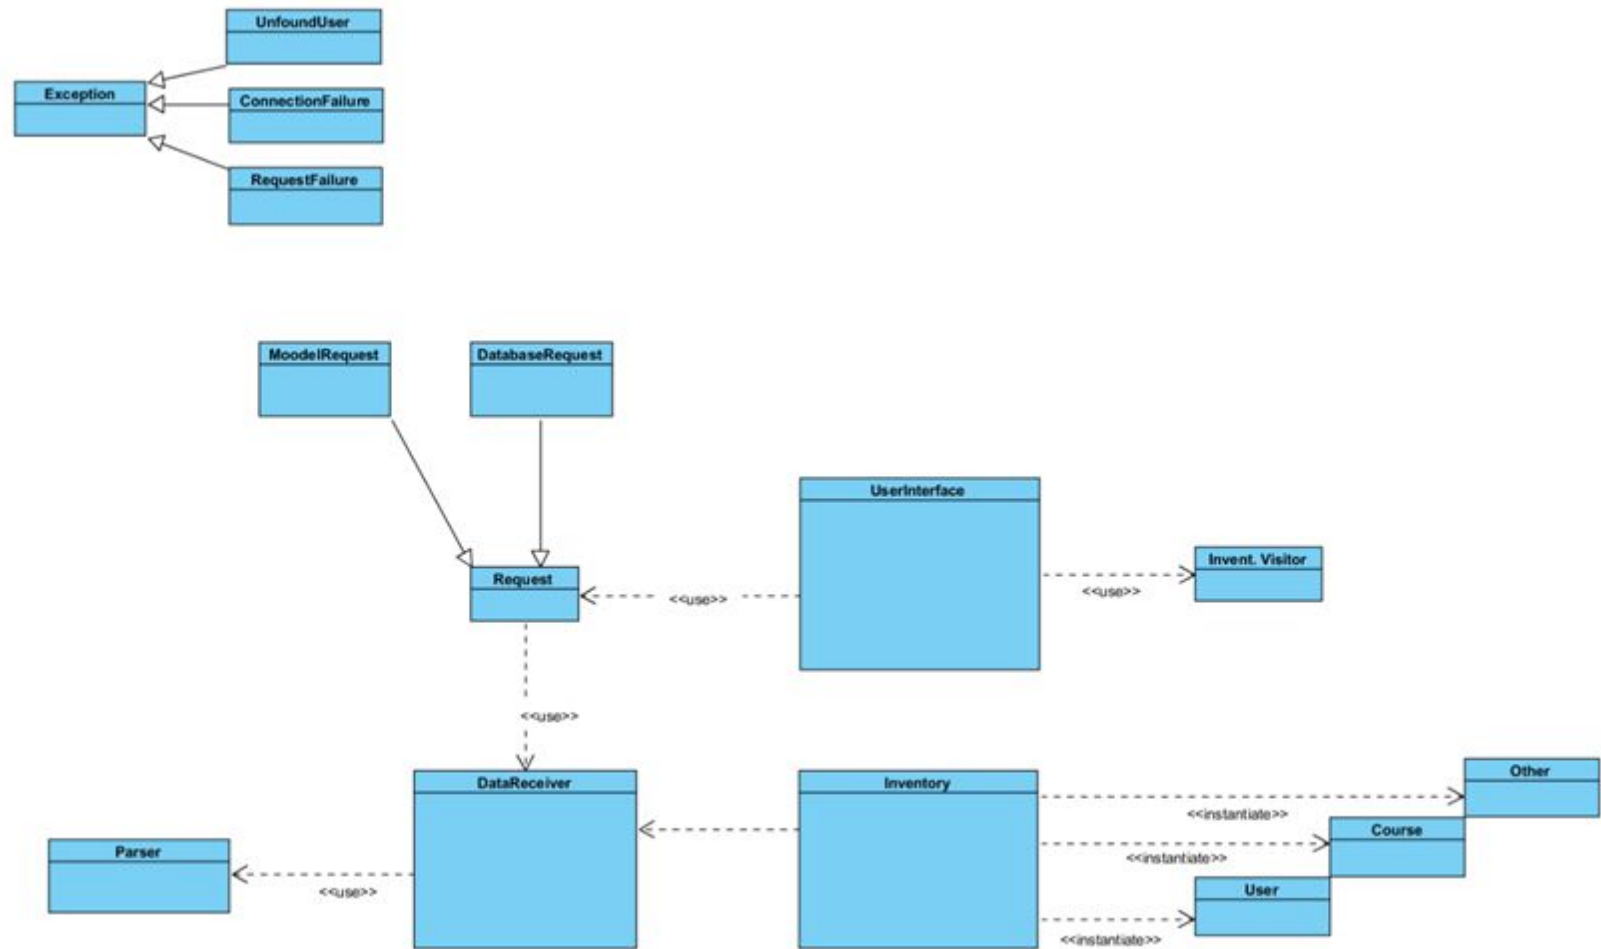 UnfoundUser
Exception
ConnectionFailure
RequestFailure
MoodelRequest
DatabaseRequest
UserInterface
Invent. Visitor
Request
<<use>>
<<use>>
<<use>>
DataReceiver
Inventory
Other
<<instantiate>>
Course
Parser
<<instantiate>>
<<use>>
User
<<instantiate>>